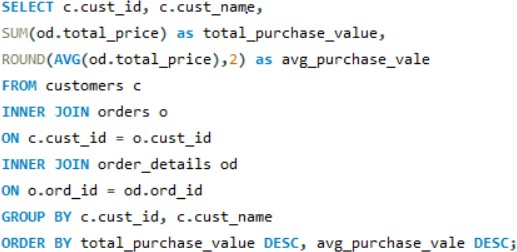 SELECT c.cust_id, c.cust_name,
SUM(od.total_price) as total_purchase_value,
ROUND(AVG(od.total_price),2) as avg_purchase_vale
FROM customers c
INNER JOIN orders o
ON c.cust_id = o.cust_id
INNER JOIN order_details od
ON o.ord_id = od.ord_id
GROUP BY c.cust_id, c.cust_name
ORDER BY total_purchase_value DESC, avg_purchase_vale DESC;